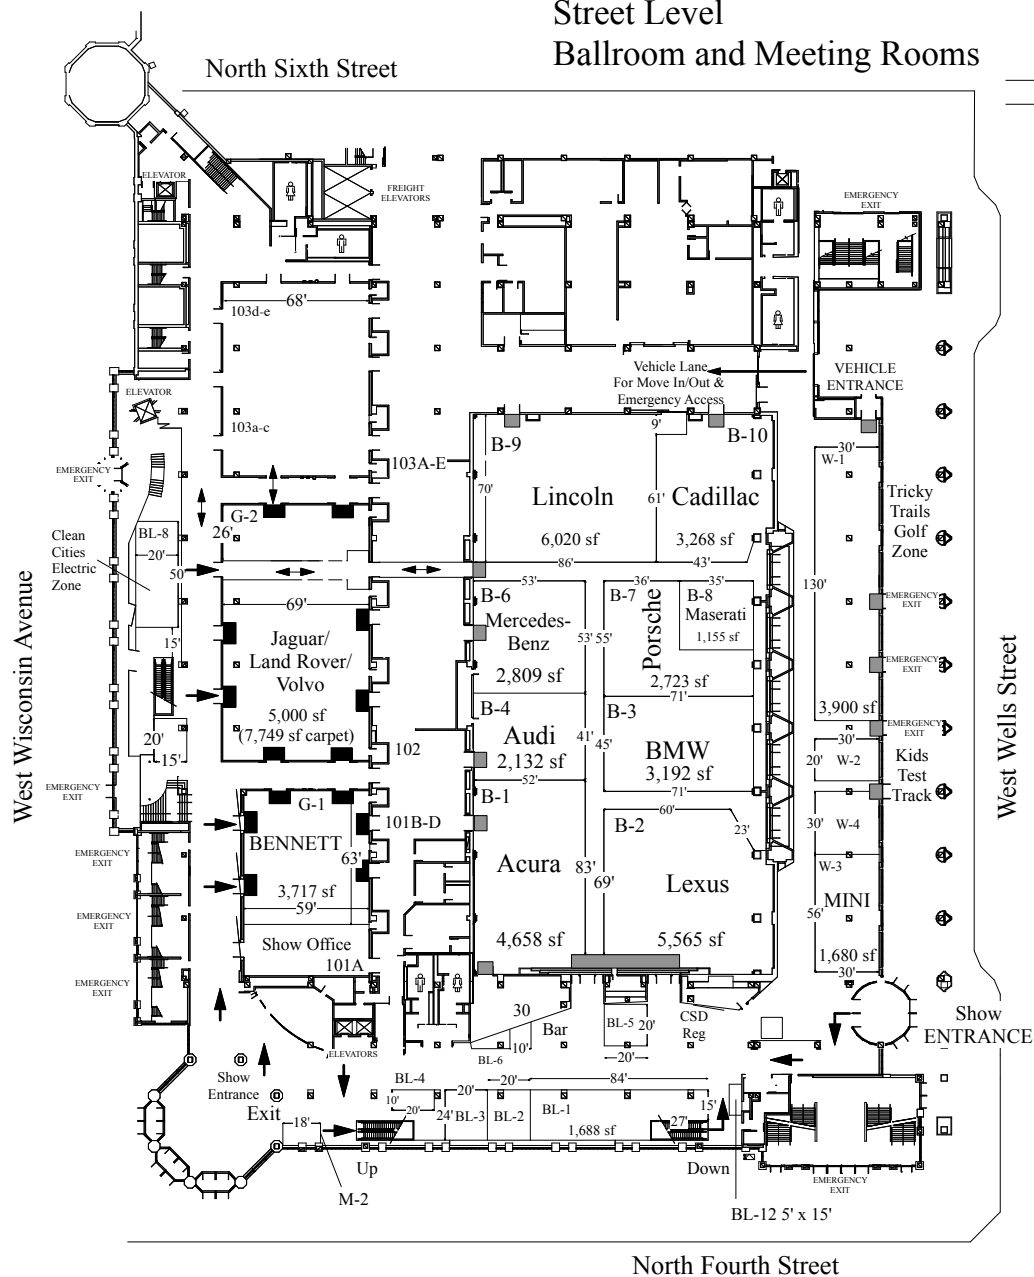 Street Level
Ballroom and Meeting Rooms
North Sixth Street
ELEVATOR
FREIGHT
ELEVATORS
EMERGENCY
EXIT
68'
103d-e
Vehicle Lane
For Move In/Out &
Emergency Access
VEHICLE
ENTRANCE
ELEVATOR
103a-c
9'
B-9
B-10
30'
W-1
103A-E
EMERGENCY
EXIT
70'
Lincoln
61'
Cadillac
Tricky
Trails
Golf
Zone
G-2
26'
BL-8
Clean
Cities
Electric
Zone
20'
6,020 sf
3,268 sf
86'
43'
50'
53'
36'
35'
130'
B-6
B-7
B-8
EMERGENCY
EXIT
69'
Mercedes-
Benz
Porsche
Maserati
1,155 sf
53'
55'
15'
Jaguar/
Land Rover/
Volvo
EMERGENCY
EXIT
2,809 sf
2,723 sf
71'
5,000 sf
(7,749 sf carpet)
B-4
B-3
3,900 sf
20'
15'
102
Audi
2,132 sf
41'
45'
BMW
3,192 sf
EMERGENCY
EXIT
30'
20'
W-2
Kids
Test
Track
52'
71'
EMERGENCY
EXIT
G-1
B-1
60'
B-2
101B-D
23'
30'
W-4
BENNETT
63'
EMERGENCY
EXIT
Acura
83'
69'
Lexus
W-3
3,717 sf
59'
MINI
56'
EMERGENCY
EXIT
Show Office
101A
4,658 sf
5,565 sf
1,680 sf
30'
EMERGENCY
EXIT
30
Bar
BL-5
20'
CSD
Reg
Show
ENTRANCE
10'
BL-6
20'
ELEVATORS
Show
Entrance
Exit
BL-4
20'
84'
10'
20'
20'
24'
BL-3
BL-2
BL-1
15'
18'
1,688 sf
27'
Up
Down
M-2
EMERGENCY
EXIT
BL-12 5' x 15'
North Fourth Street
West Wisconsin Avenue
West Wells Street